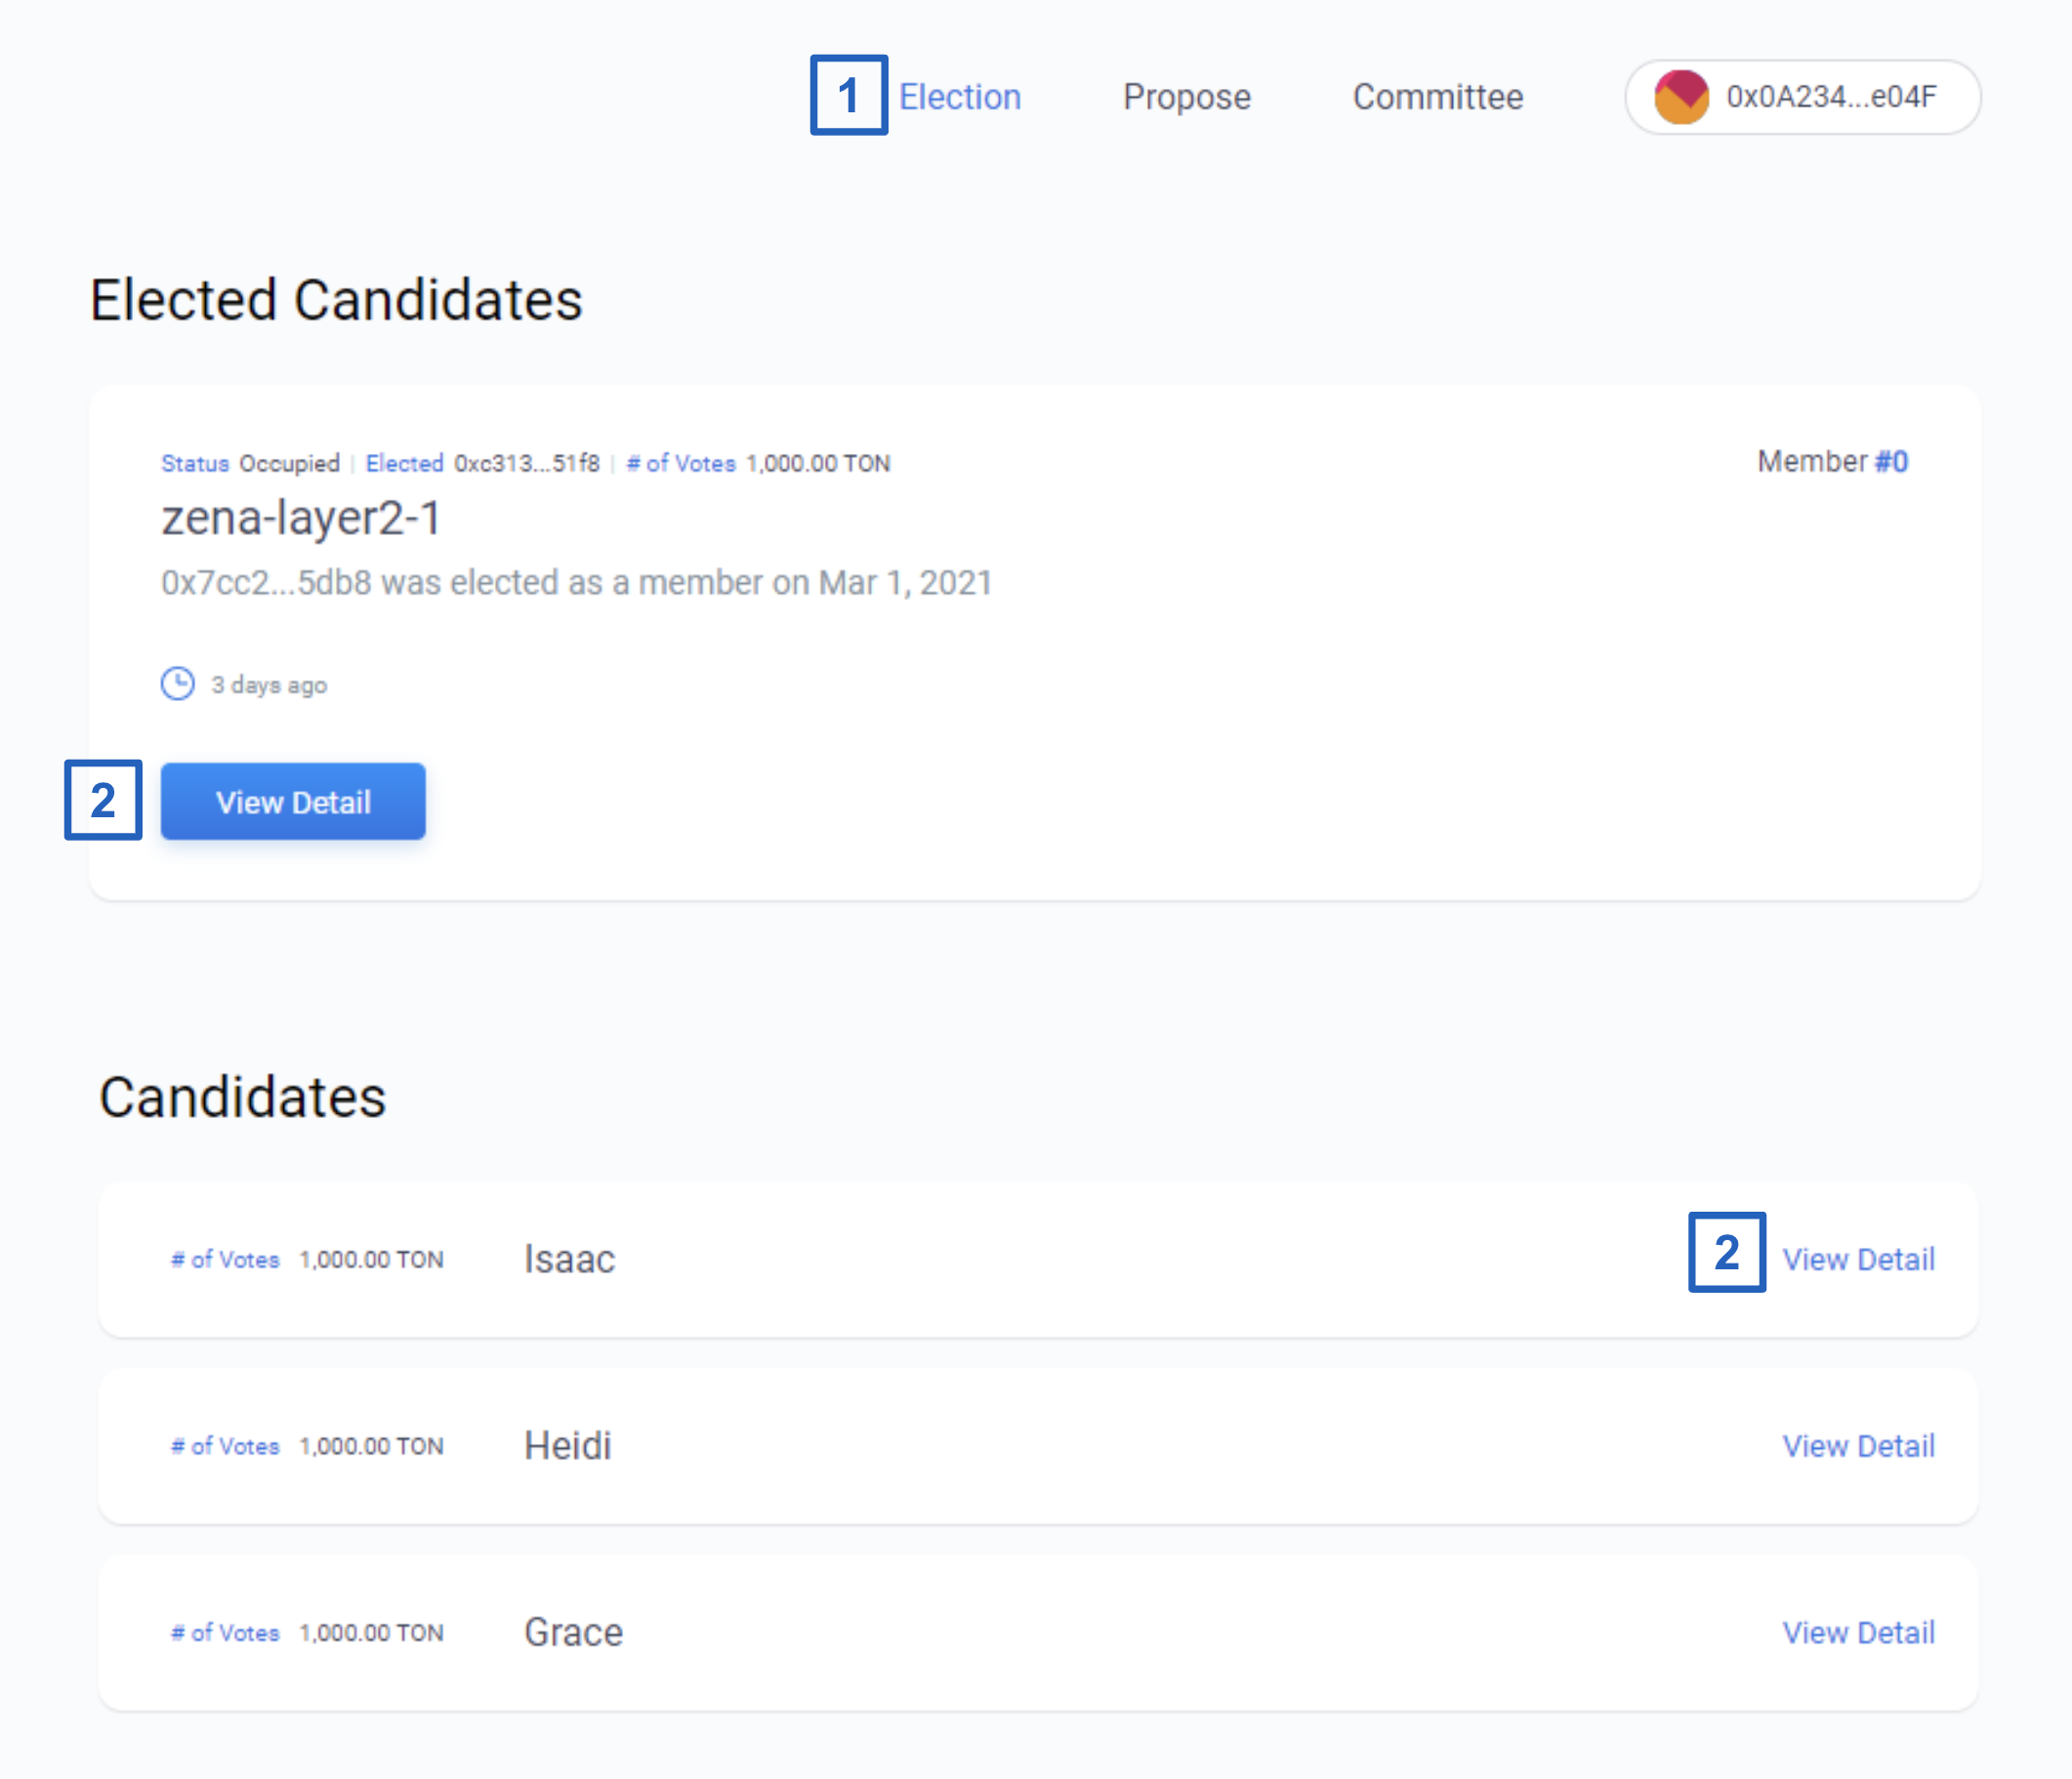 1 Election Propose Committee 0x0A234...e04F
Elected Candidates
Status Occupied | Elected 0xc313...51f8 | # of Votes 1,000.00 TON
Member #0
zena-layer2-1
0x7cc2...5db8 was elected as a member on Mar 1, 2021
3 days ago
2 View Detail
Candidates
# of Votes 1,000.00 TON Isaac 2 View Detail
# of Votes 1,000.00 TON Heidi View Detail
# of Votes 1,000.00 TON Grace View Detail